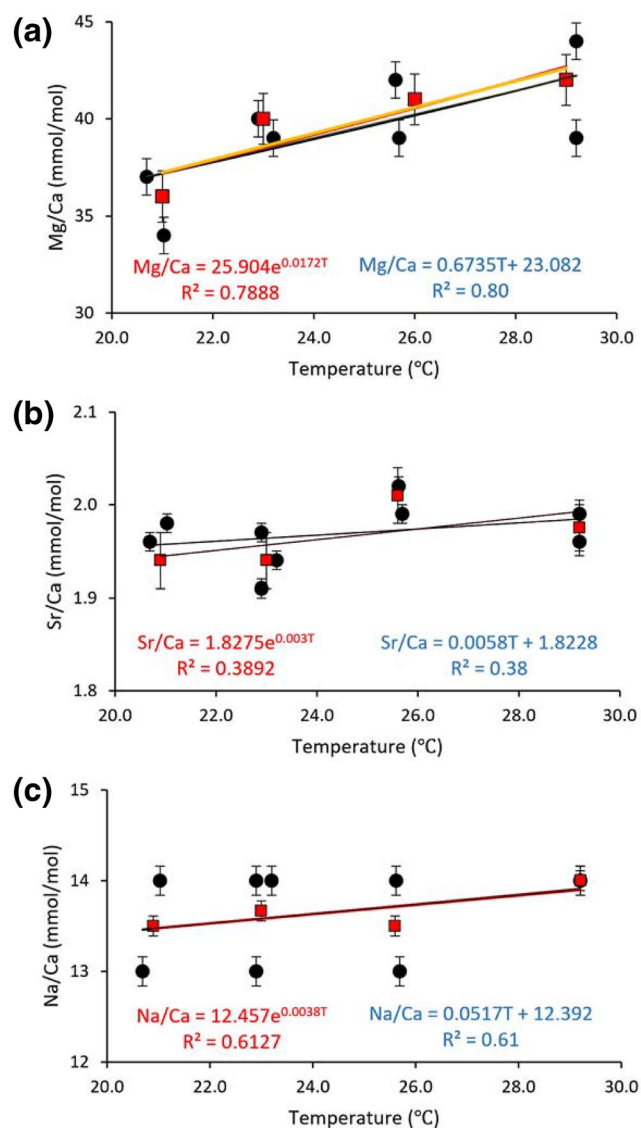 (a)
45
40
35
30
Mg/Ca (mmol/mol)
Mg/Ca = 25.904e^0.0172T
R² = 0.7888
Mg/Ca = 0.6735T+ 23.082
R² = 0.80
20.0 22.0 24.0 26.0 28.0 30.0
Temperature (°C)
(b)
2.1
2.0
1.9
1.8
Sr/Ca (mmol/mol)
Sr/Ca = 1.8275e^0.003T
R² = 0.3892
Sr/Ca = 0.0058T + 1.8228
R² = 0.38
20.0 22.0 24.0 26.0 28.0 30.0
Temperature (°C)
(c)
15
14
13
12
Na/Ca (mmol/mol)
Na/Ca = 12.457e^0.0038T
R² = 0.6127
Na/Ca = 0.0517T + 12.392
R² = 0.61
20.0 22.0 24.0 26.0 28.0 30.0
Temperature (°C)